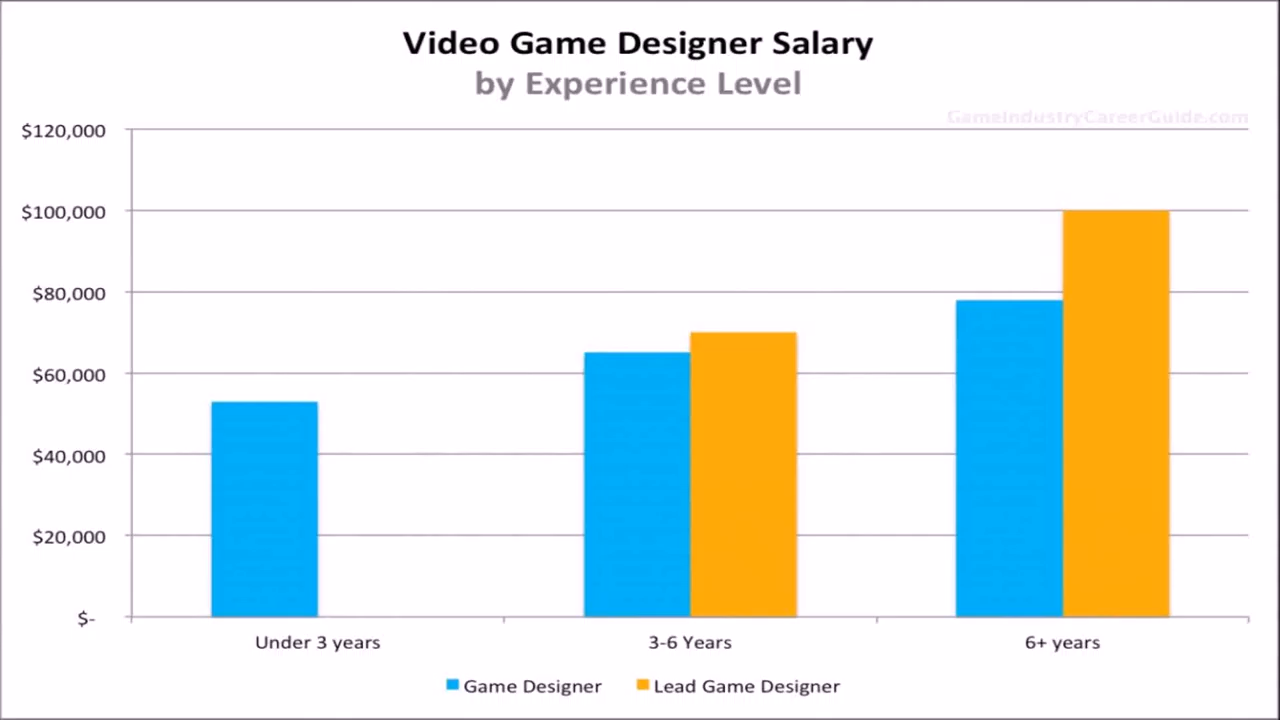 Video Game Designer Salary
by Experience Level
GameIndustryCareerGuide.com
$120,000
$100,000
$80,000
$60,000
$40,000
$20,000
$-
Under 3 years
3-6 Years
6+ years
Game Designer
Lead Game Designer